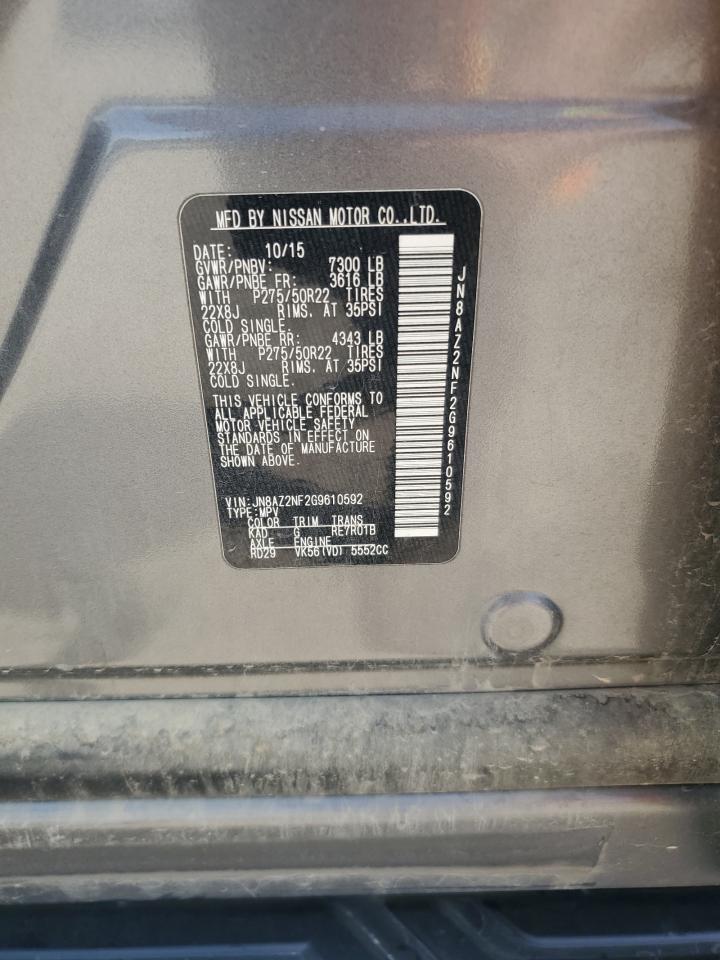 MFD BY NISSAN MOTOR CO.,LTD.
DATE: 10/15
GVWR/PNBV: 7300 LB
GAWR/PNBE FR: 3616 LB
WITH P275/50R22 TIRES
22X8J RIMS, AT 35PSI
COLD SINGLE.
GAWR/PNBE RR: 4343 LB
WITH P275/50R22 TIRES
22X8J RIMS, AT 35PSI
COLD SINGLE.
THIS VEHICLE CONFORMS TO
ALL APPLICABLE FEDERAL
MOTOR VEHICLE SAFETY
STANDARDS IN EFFECT ON
THE DATE OF MANUFACTURE
SHOWN ABOVE.
VIN:JN8AZ2NF2G9610592
TYPE:MPV
COLOR TRIM TRANS
KAD G RE7R01B
AXLE ENGINE
RD29 VK56(VD) 5552CC
JN8AZ2NF2G9610592